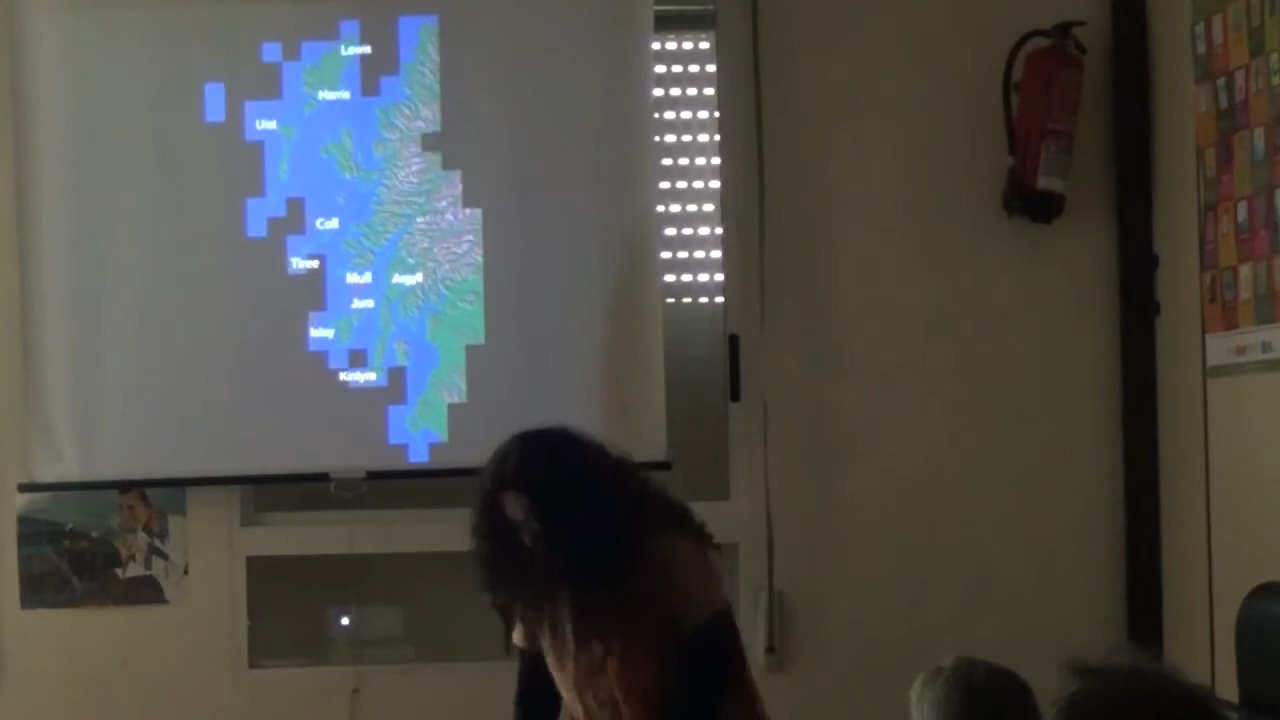 Lewis
Harris
Uist
Coll
Tiree
Mull
Argyll
Jura
Islay
Kintyre